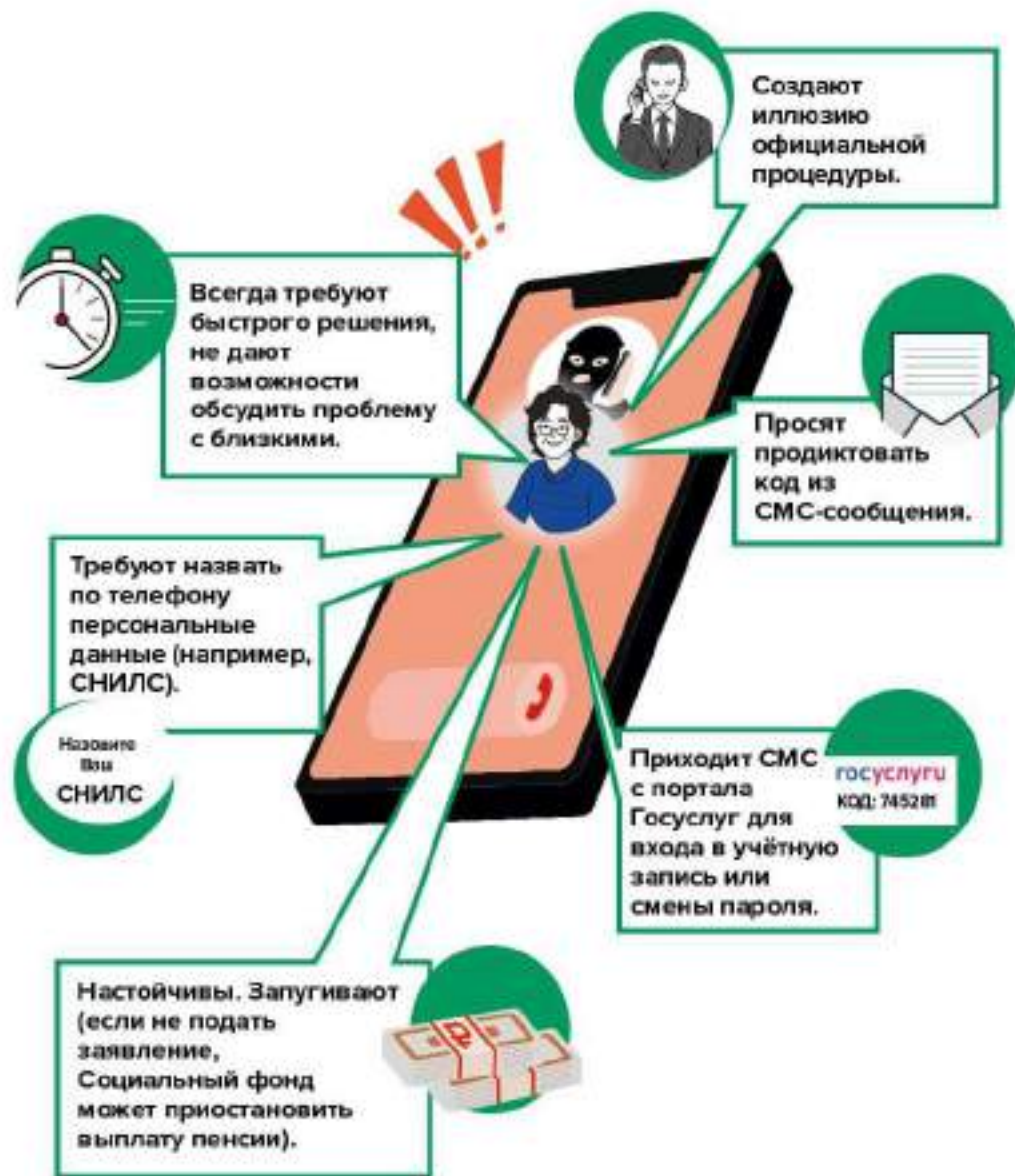 Создают
иллюзию
официальной
процедуры.
Всегда требуют
быстрого решения,
не дают
возможности
обсудить проблему
с близкими.
Просят
продиктовать
код из
СМС-сообщения.
Требуют назвать
по телефону
персональные
данные (например,
СНИЛС).
Назовите
Ваш
СНИЛС
Приходит СМС
с портала
Госуслуг для
входа в учётную
запись или
смены пароля.
госуслуги
КОД: 745281
Настойчивы. Запугивают
(если не подать
заявление,
Социальный фонд
может приостановить
выплату пенсии).